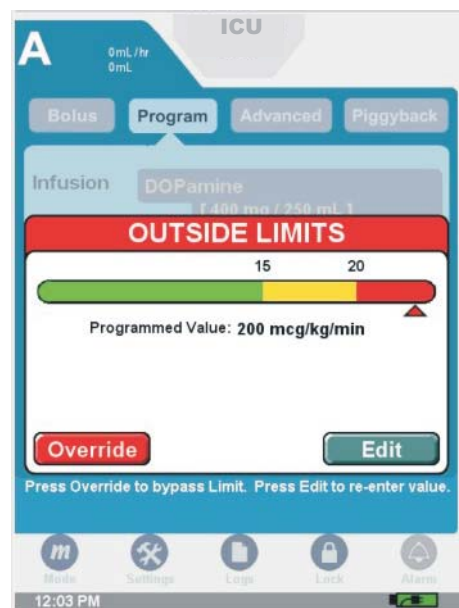 ICU
A
0mL/hr
0mL
Bolus Program Advanced Piggyback
Infusion DOPamine
[ 400 mg / 250 mL ]
OUTSIDE LIMITS
15 20
Programmed Value: 200 mcg/kg/min
Override Edit
Press Override to bypass Limit. Press Edit to re-enter value.
m
Mode Settings Logs Lock Alarm
12:03 PM